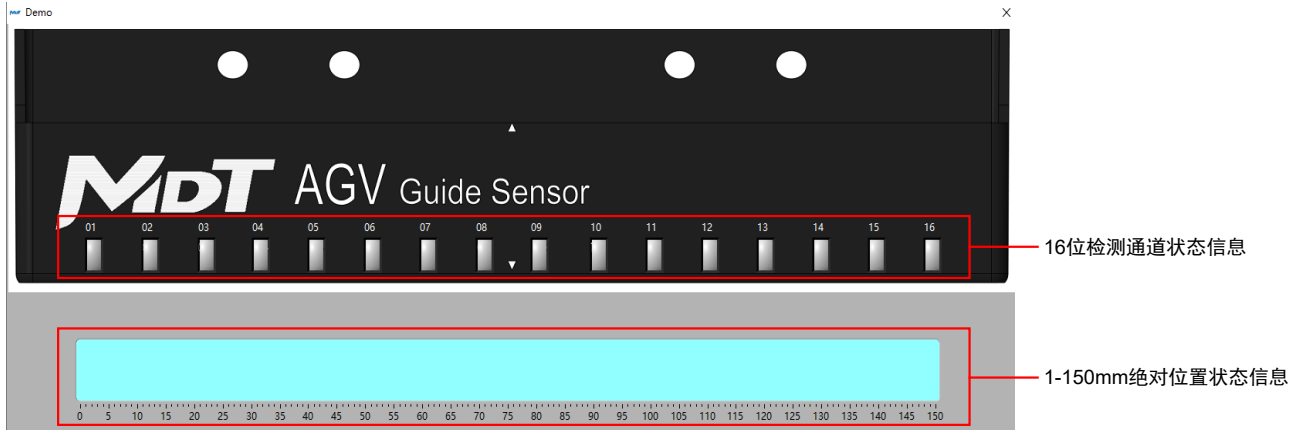 MDT Demo X
MDT AGV Guide Sensor
01 02 03 04 05 06 07 08 09 10 11 12 13 14 15 16
16位检测通道状态信息
1-150mm绝对位置状态信息
0 5 10 15 20 25 30 35 40 45 50 55 60 65 70 75 80 85 90 95 100 105 110 115 120 125 130 135 140 145 150